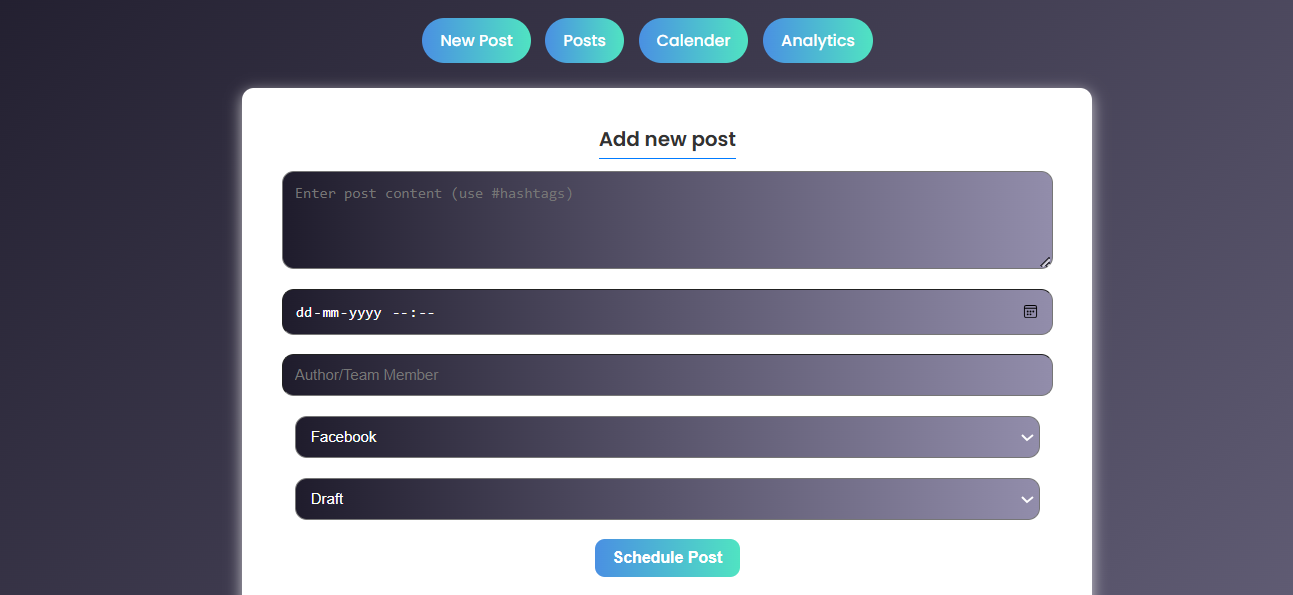 New Post Posts Calender Analytics
Add new post
Enter post content (use #hashtags)
dd-mm-yyyy --:--
Author/Team Member
Facebook
Draft
Schedule Post